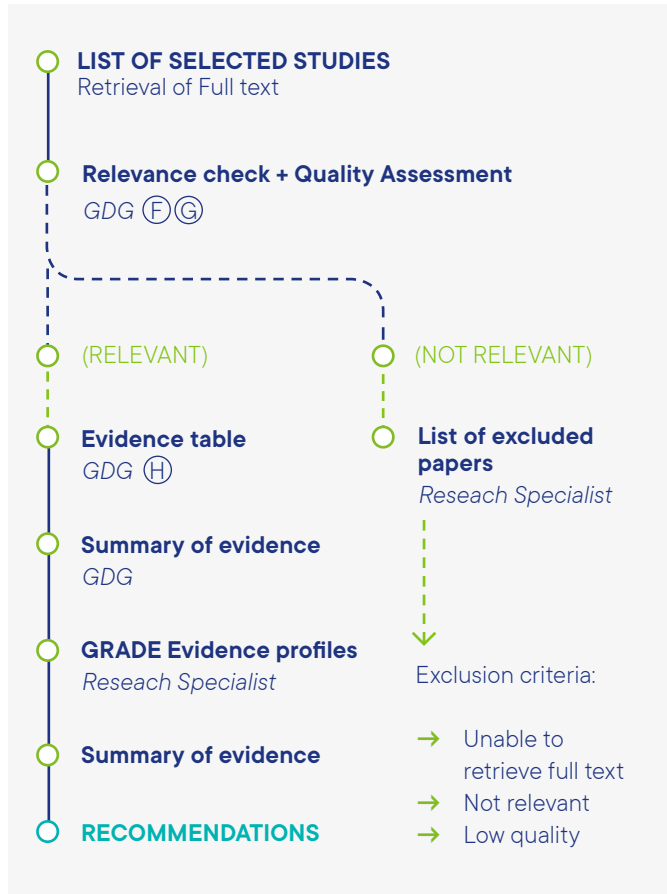 LIST OF SELECTED STUDIES
Retrieval of Full text
Relevance check + Quality Assessment
GDG Ⓕ Ⓖ
(RELEVANT)
(NOT RELEVANT)
Evidence table
GDG Ⓗ
List of excluded
papers
Reseach Specialist
Summary of evidence
GDG
GRADE Evidence profiles
Reseach Specialist
Summary of evidence
RECOMMENDATIONS
Exclusion criteria:
→ Unable to
retrieve full text
→ Not relevant
→ Low quality